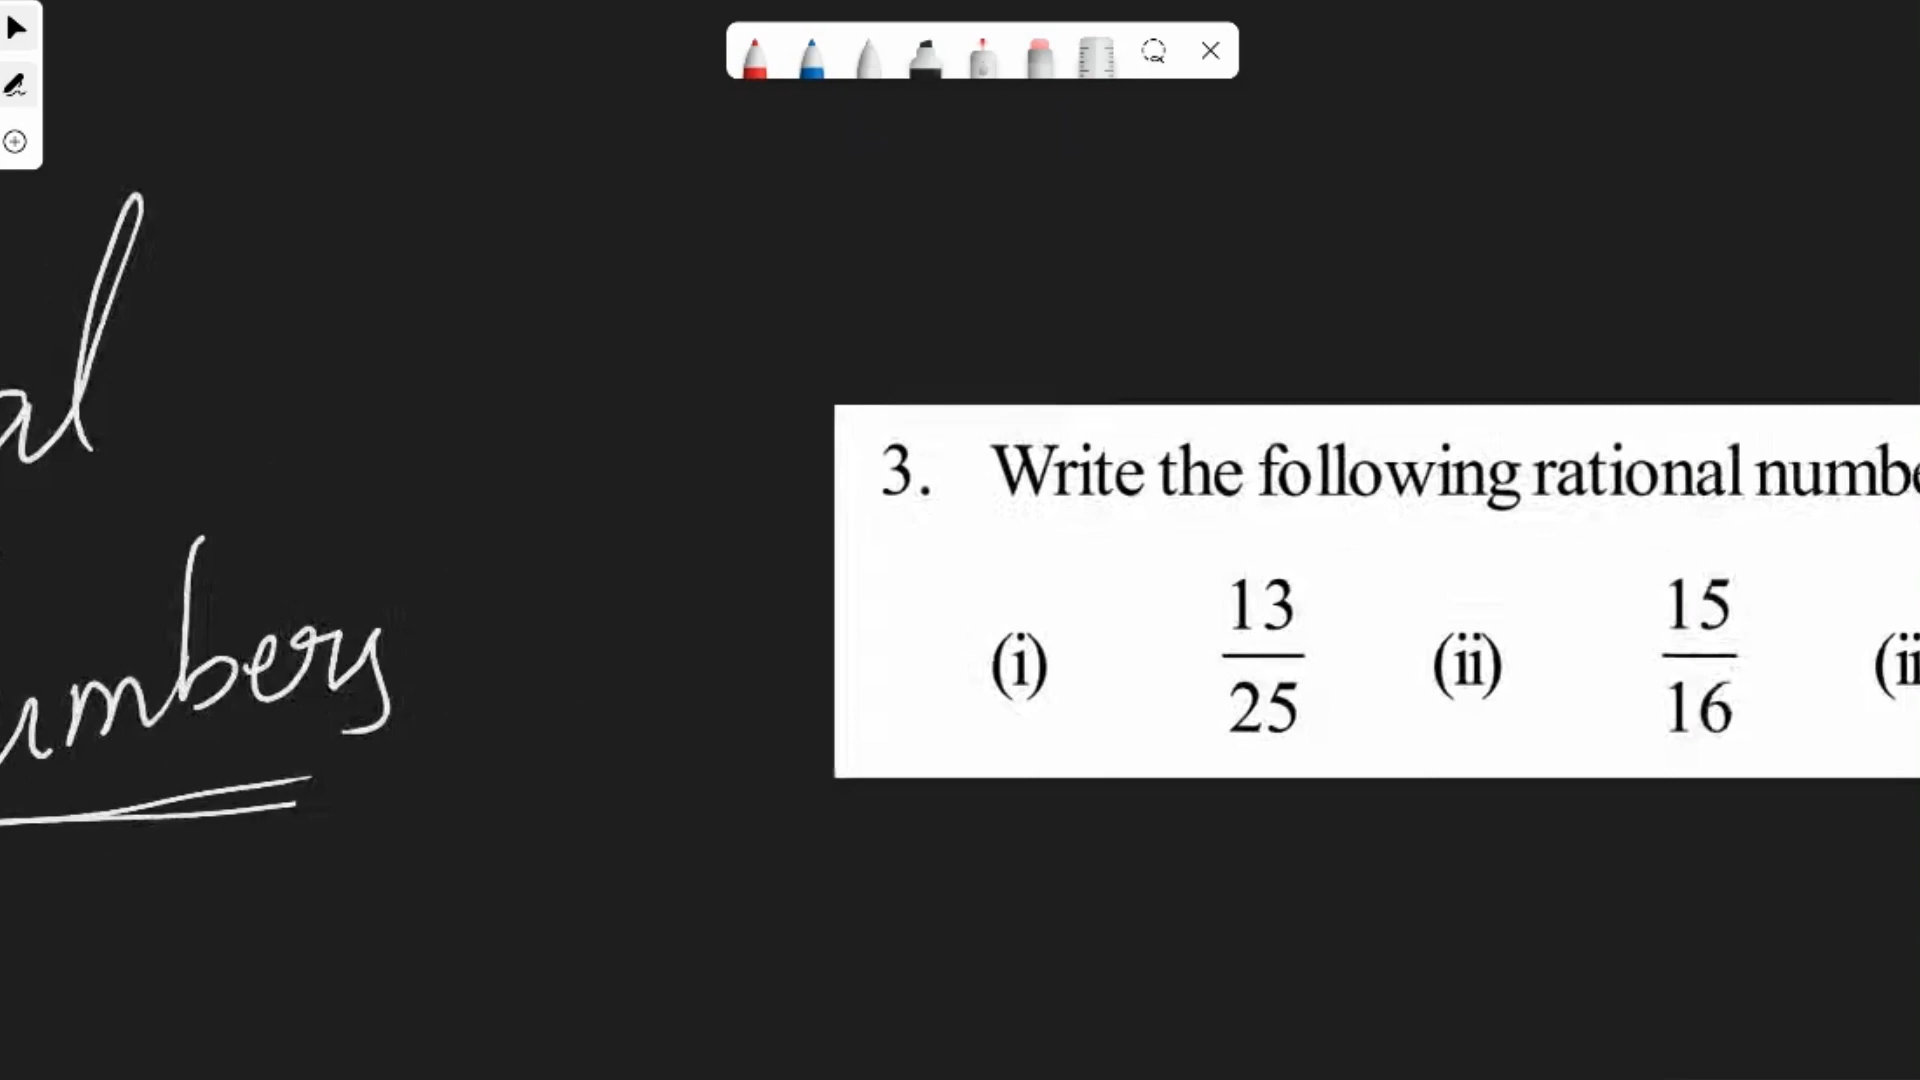 al
umbers
3. Write the following rational numbe
(i) 13/25 (ii) 15/16 (ii